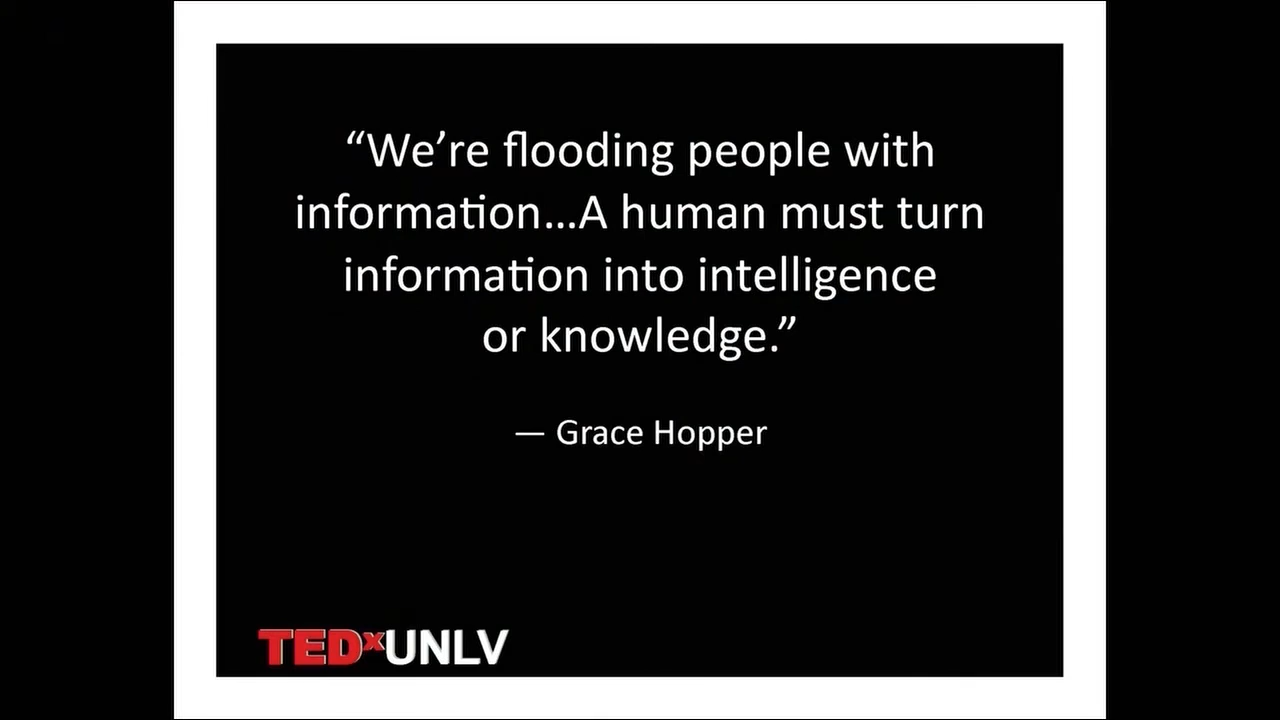 “We’re flooding people with
information…A human must turn
information into intelligence
or knowledge.”
— Grace Hopper
TEDxUNLV